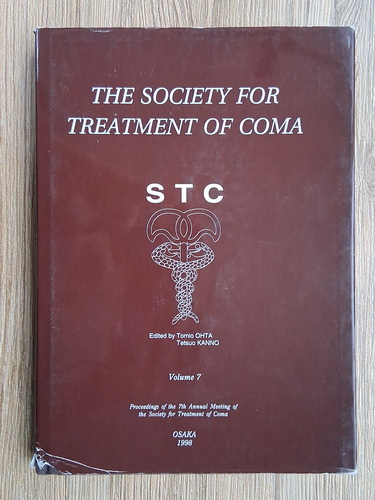 THE SOCIETY FOR
TREATMENT OF COMA
STC
Edited by Tomio OHTA
Tetsuo KANNO
Volume 7
Proceedings of the 7th Annual Meeting of
the Society for Treatment of Coma
OSAKA
1998